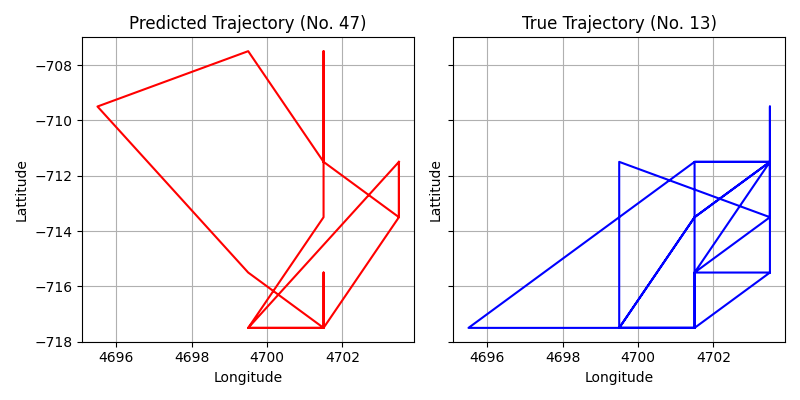 Predicted Trajectory (No. 47)
True Trajectory (No. 13)
−708
−710
−712
−714
−716
−718
Lattitude
Lattitude
4696
4698
4700
4702
4696
4698
4700
4702
Longitude
Longitude